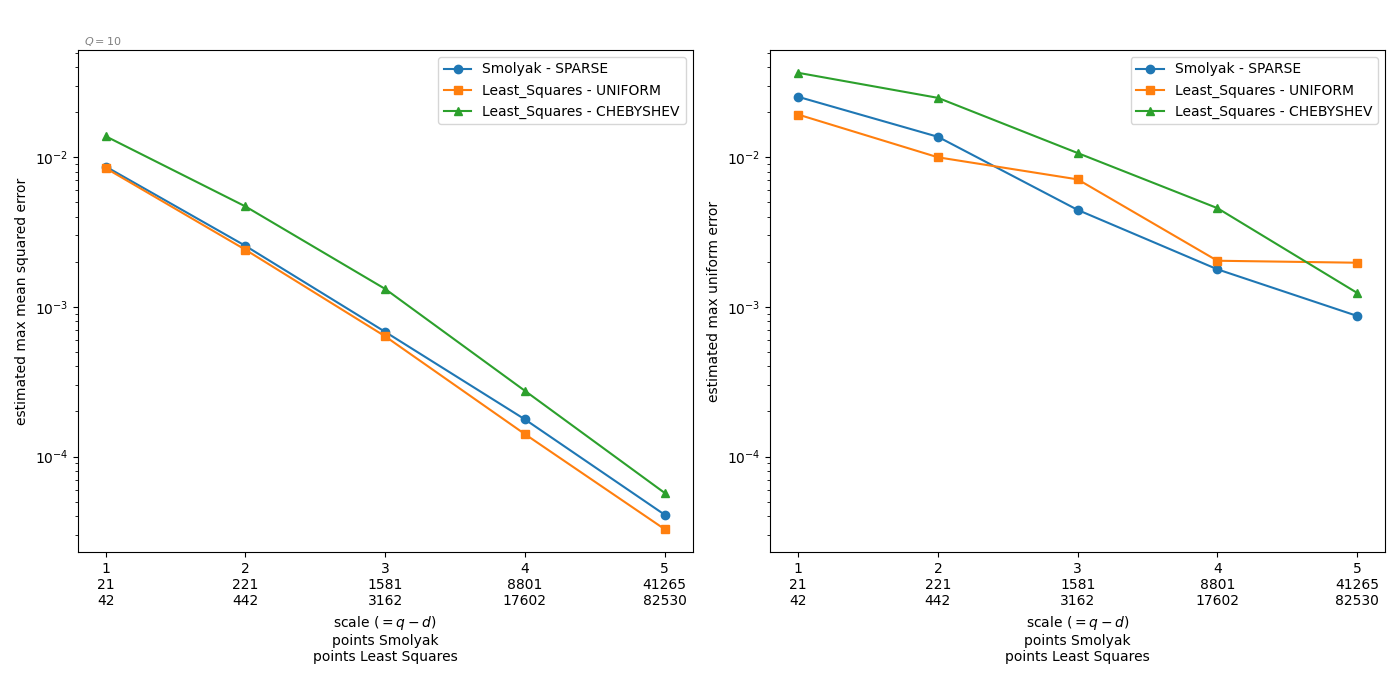 Q = 10
estimated max mean squared error
10⁻²
10⁻³
10⁻⁴
Smolyak - SPARSE
Least_Squares - UNIFORM
Least_Squares - CHEBYSHEV
1 2 3 4 5
21 221 1581 8801 41265
42 442 3162 17602 82530
scale (= q − d)
points Smolyak
points Least Squares
estimated max uniform error
10⁻²
10⁻³
10⁻⁴
Smolyak - SPARSE
Least_Squares - UNIFORM
Least_Squares - CHEBYSHEV
1 2 3 4 5
21 221 1581 8801 41265
42 442 3162 17602 82530
scale (= q − d)
points Smolyak
points Least Squares